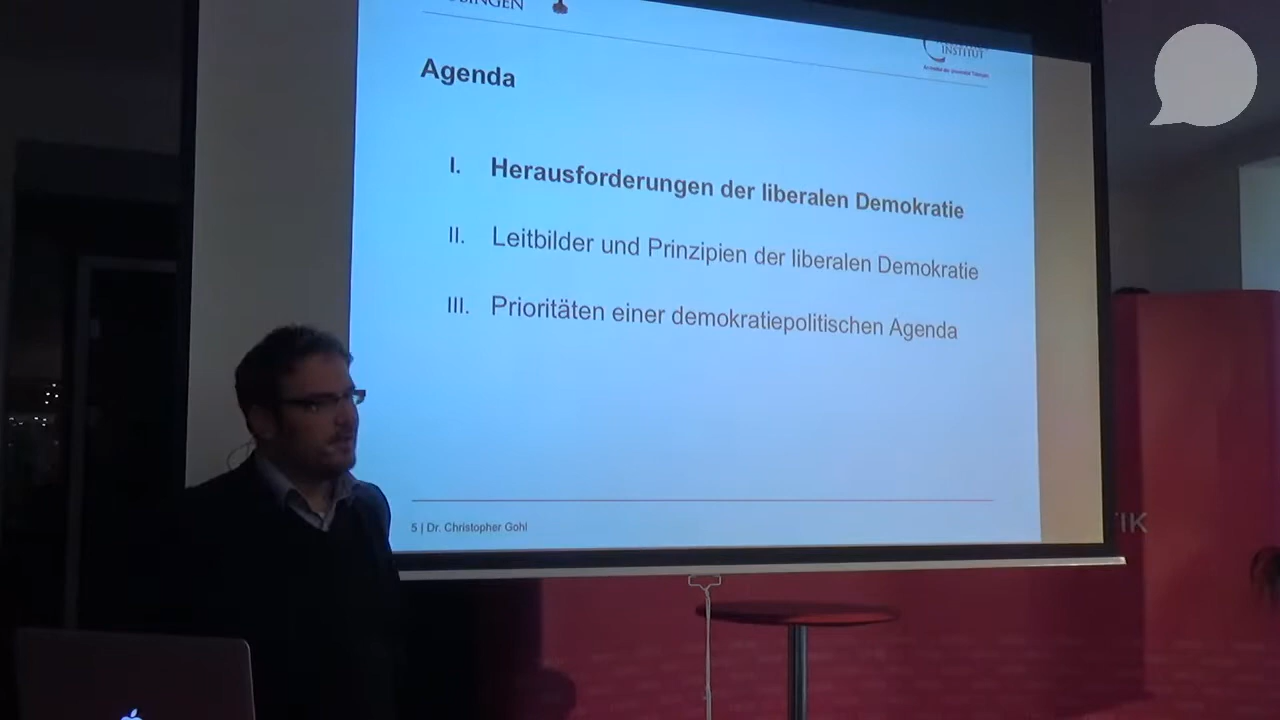 INSTITUT
Agenda
I. Herausforderungen der liberalen Demokratie
II. Leitbilder und Prinzipien der liberalen Demokratie
III. Prioritäten einer demokratiepolitischen Agenda
5 | Dr. Christopher Gohl